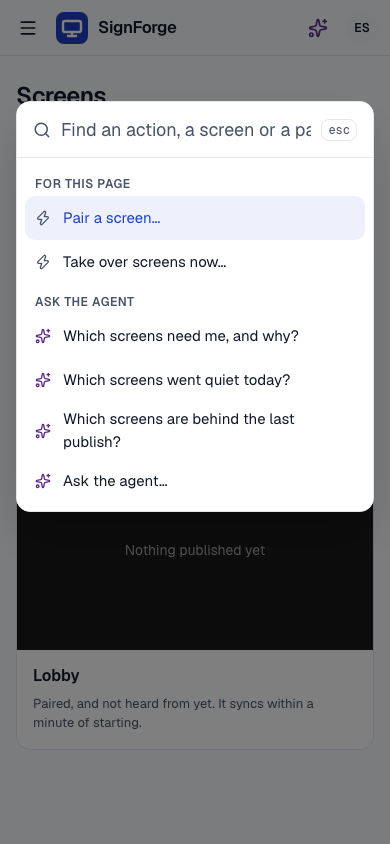 SignForge
ES
Screens
Find an action, a screen or a pa
esc
FOR THIS PAGE
Pair a screen...
Take over screens now...
ASK THE AGENT
Which screens need me, and why?
Which screens went quiet today?
Which screens are behind the last
publish?
Ask the agent...
Nothing published yet
Lobby
Paired, and not heard from yet. It syncs within a
minute of starting.